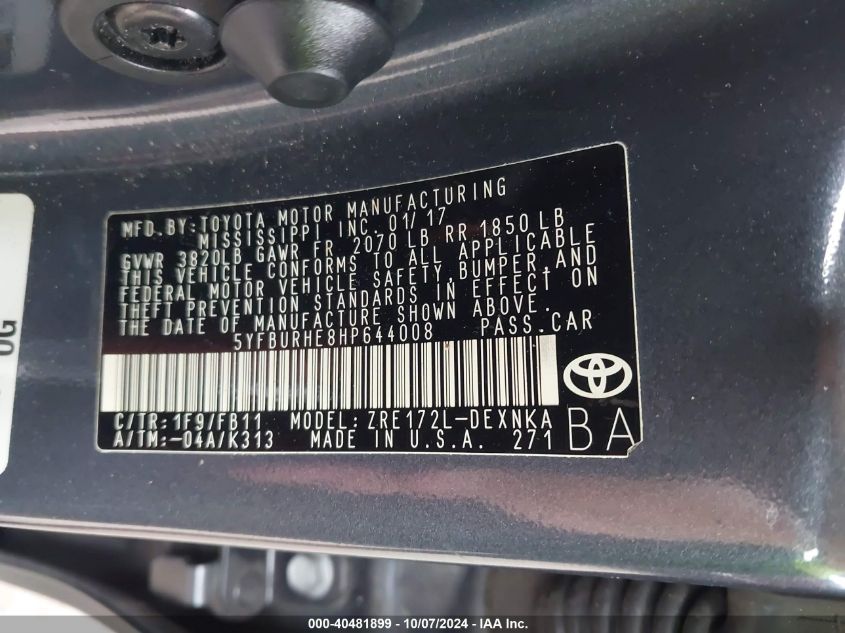 MFD. BY: TOYOTA MOTOR MANUFACTURING
MISSISSIPPI INC. 01/17
GVWR 3820LB GAWR FR. 2070 LB RR 1850 LB
THIS VEHICLE CONFORMS TO ALL APPLICABLE
FEDERAL MOTOR VEHICLE SAFETY, BUMPER, AND
THEFT PREVENTION STANDARDS IN EFFECT ON
THE DATE OF MANUFACTURE SHOWN ABOVE.
5YFBURHE8HP644008 PASS. CAR
C/TR: 1F9/FB11 MODEL: ZRE172L-DEXNKA
A/TM: -04A/K313 MADE IN U.S.A. 271
BA
000-40481899 - 10/07/2024 - IAA Inc.